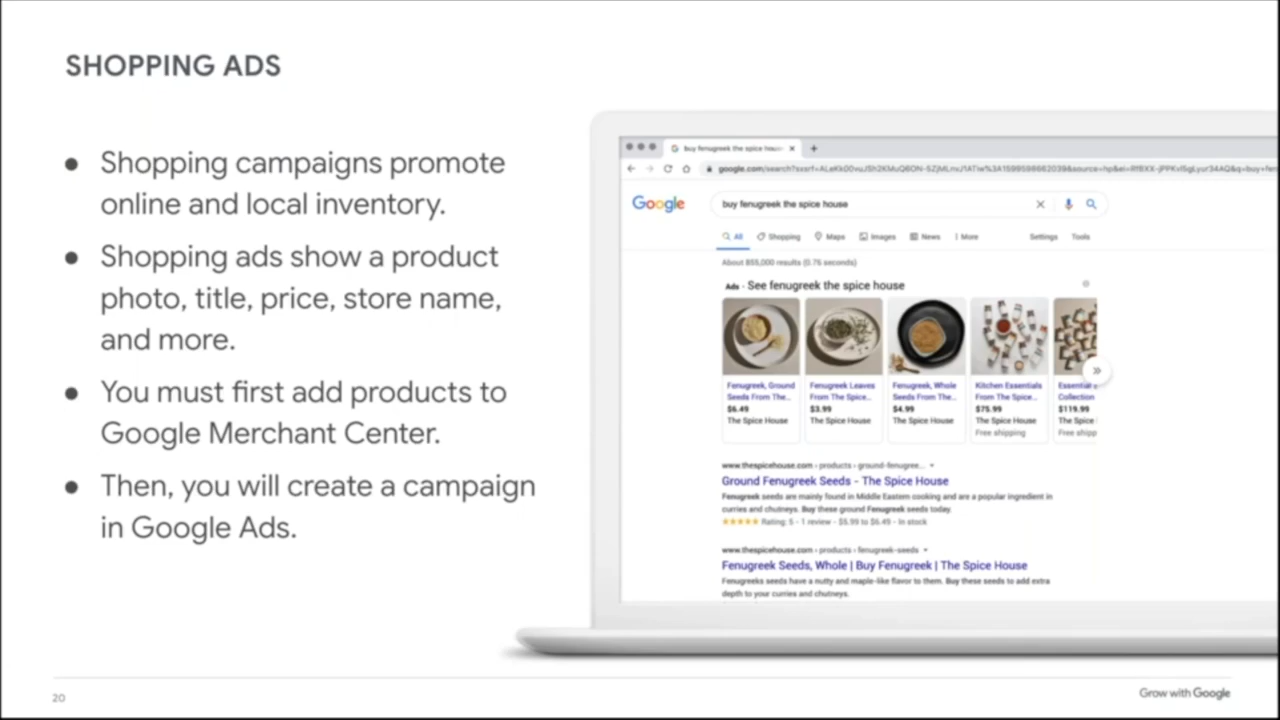 SHOPPING ADS
● Shopping campaigns promote
online and local inventory.
● Shopping ads show a product
photo, title, price, store name,
and more.
● You must first add products to
Google Merchant Center.
● Then, you will create a campaign
in Google Ads.
buy fenugreek the spice hous
Google
buy fenugreek the spice house
All Shopping Maps Images News More Settings Tools
About 855,000 results (0.76 seconds)
Ads · See fenugreek the spice house
Fenugreek, Ground
Seeds From The...
$6.49
The Spice House
Fenugreek Leaves
From The Spice...
$3.99
The Spice House
Fenugreek, Whole
Seeds From The...
$4.99
The Spice House
Kitchen Essentials
From The Spice...
$75.99
The Spice House
Free shipping
Essential
Collection
$119.99
The Spice
Free shipp
www.thespicehouse.com › products › ground-fenugree...
Ground Fenugreek Seeds - The Spice House
Fenugreek seeds are mainly found in Middle Eastern cooking and are a popular ingredient in
curries and chutneys. Buy these ground Fenugreek seeds today.
★★★★★ Rating: 5 - 1 review - $5.99 to $6.49 - In stock
www.thespicehouse.com › products › fenugreek-seeds
Fenugreek Seeds, Whole | Buy Fenugreek | The Spice House
Fenugreeks seeds have a nutty and maple-like flavor to them. Buy these seeds to add extra
depth to your curries and chutneys.
20
Grow with Google